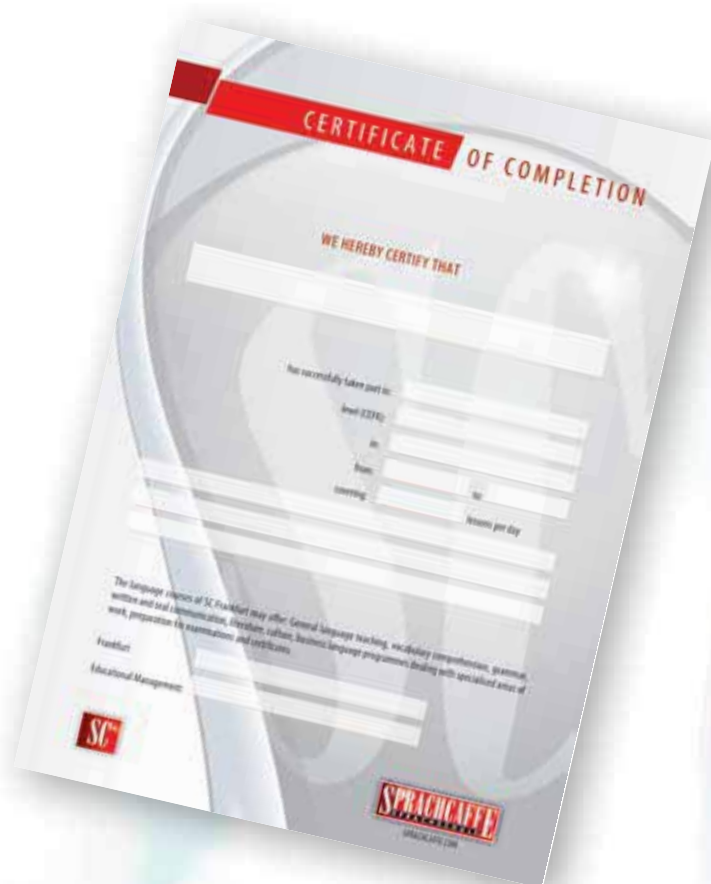 CERTIFICATE OF COMPLETION
WE HEREBY CERTIFY THAT
has successfully taken part in:
level (CEFR):
in:
from:
to:
covering:
lessons per day
The language courses of SC Frankfurt may offer: General language teaching, vocabulary comprehension, grammar,
written and oral communication, literature, culture, business language programmes dealing with specialised areas of
work, preparation for examinations and certificates
Frankfurt
Educational Management:
SC
SPRACHCAFFE
SPRACHCAFFE.COM